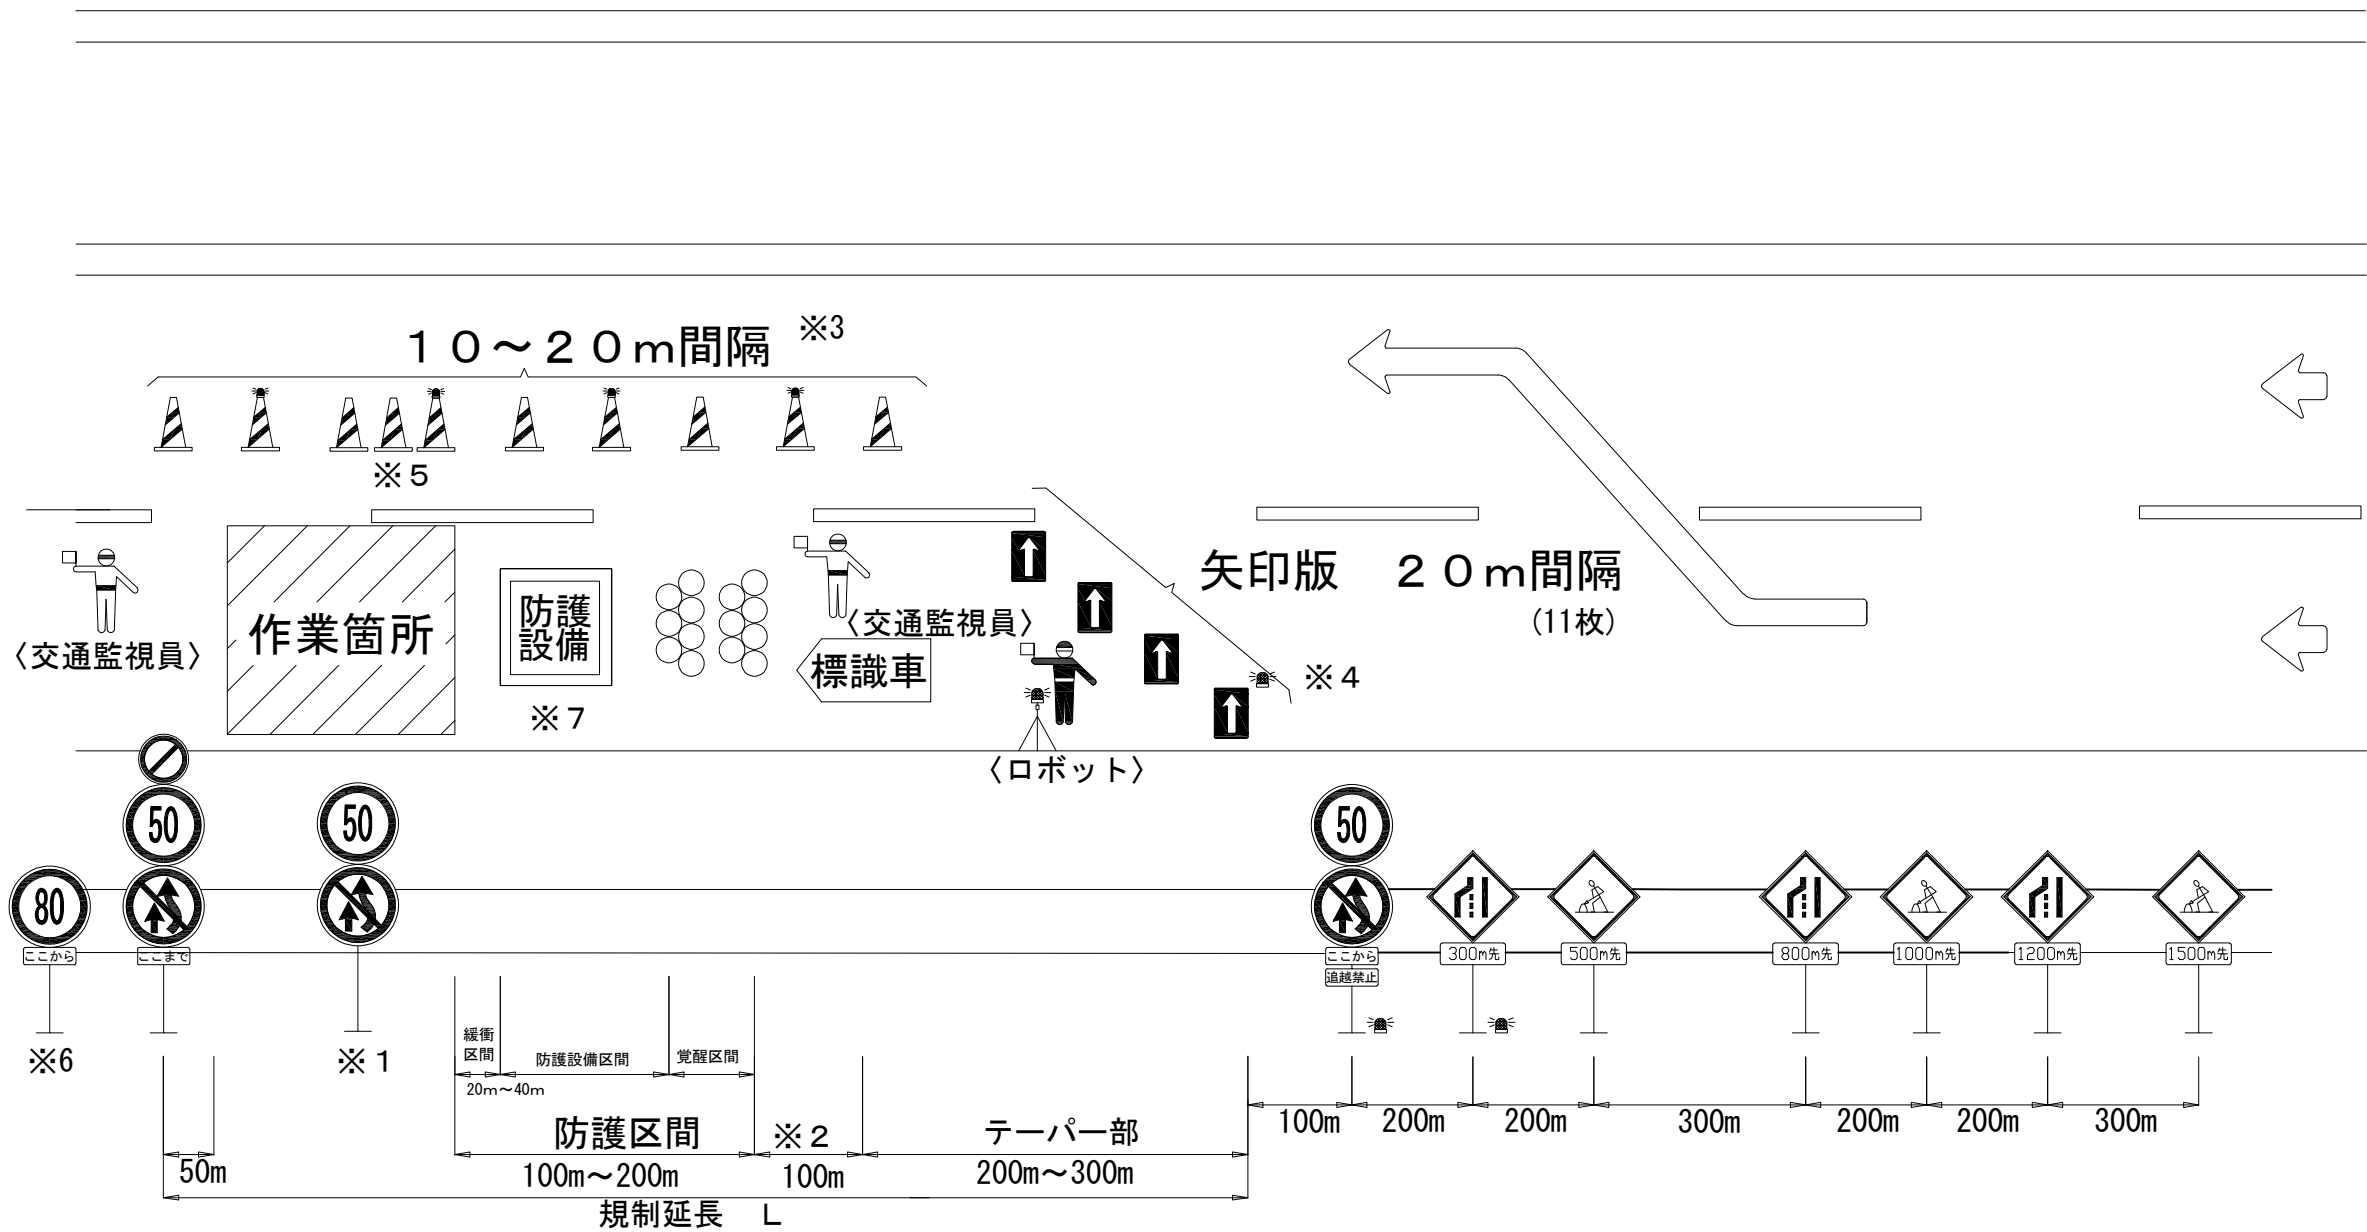 １０～２０ｍ間隔 ※3
※５
矢印版 ２０ｍ間隔
(11枚)
※４
〈交通監視員〉
作業箇所
防護
設備
※７
〈交通監視員〉
標識車
〈ロボット〉
50
50
50
80
ここから
ここまで
ここから
追越禁止
300m先
500m先
800m先
1000m先
1200m先
1500m先
※6
※１
緩衝
区間
防護設備区間
覚醒区間
20ｍ～40ｍ
100m
200m
200m
300m
200m
200m
300m
防護区間
※２
テーパー部
50m
100m～200m
100m
200m～300m
規制延長 Ｌ